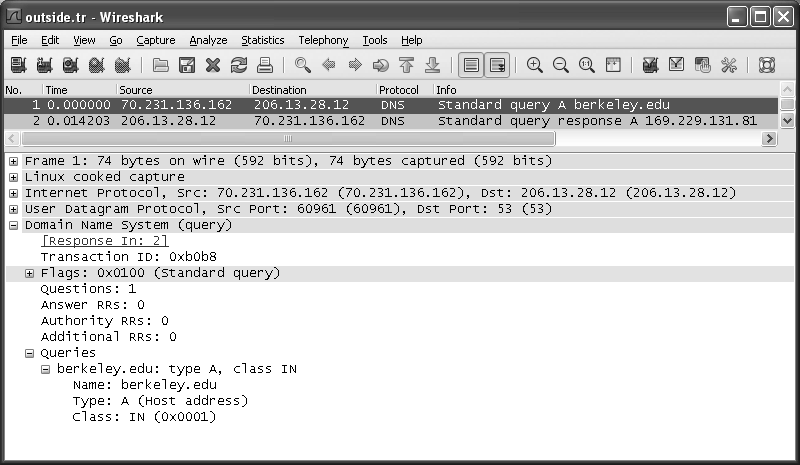 outside.tr - Wireshark
File Edit View Go Capture Analyze Statistics Telephony Tools Help
No. Time Source Destination Protocol Info
1 0.000000 70.231.136.162 206.13.28.12 DNS Standard query A berkeley.edu
2 0.014203 206.13.28.12 70.231.136.162 DNS Standard query response A 169.229.131.81
Frame 1: 74 bytes on wire (592 bits), 74 bytes captured (592 bits)
Linux cooked capture
Internet Protocol, Src: 70.231.136.162 (70.231.136.162), Dst: 206.13.28.12 (206.13.28.12)
User Datagram Protocol, Src Port: 60961 (60961), Dst Port: 53 (53)
Domain Name System (query)
[Response In: 2]
Transaction ID: 0xb0b8
Flags: 0x0100 (Standard query)
Questions: 1
Answer RRs: 0
Authority RRs: 0
Additional RRs: 0
Queries
berkeley.edu: type A, class IN
Name: berkeley.edu
Type: A (Host address)
Class: IN (0x0001)